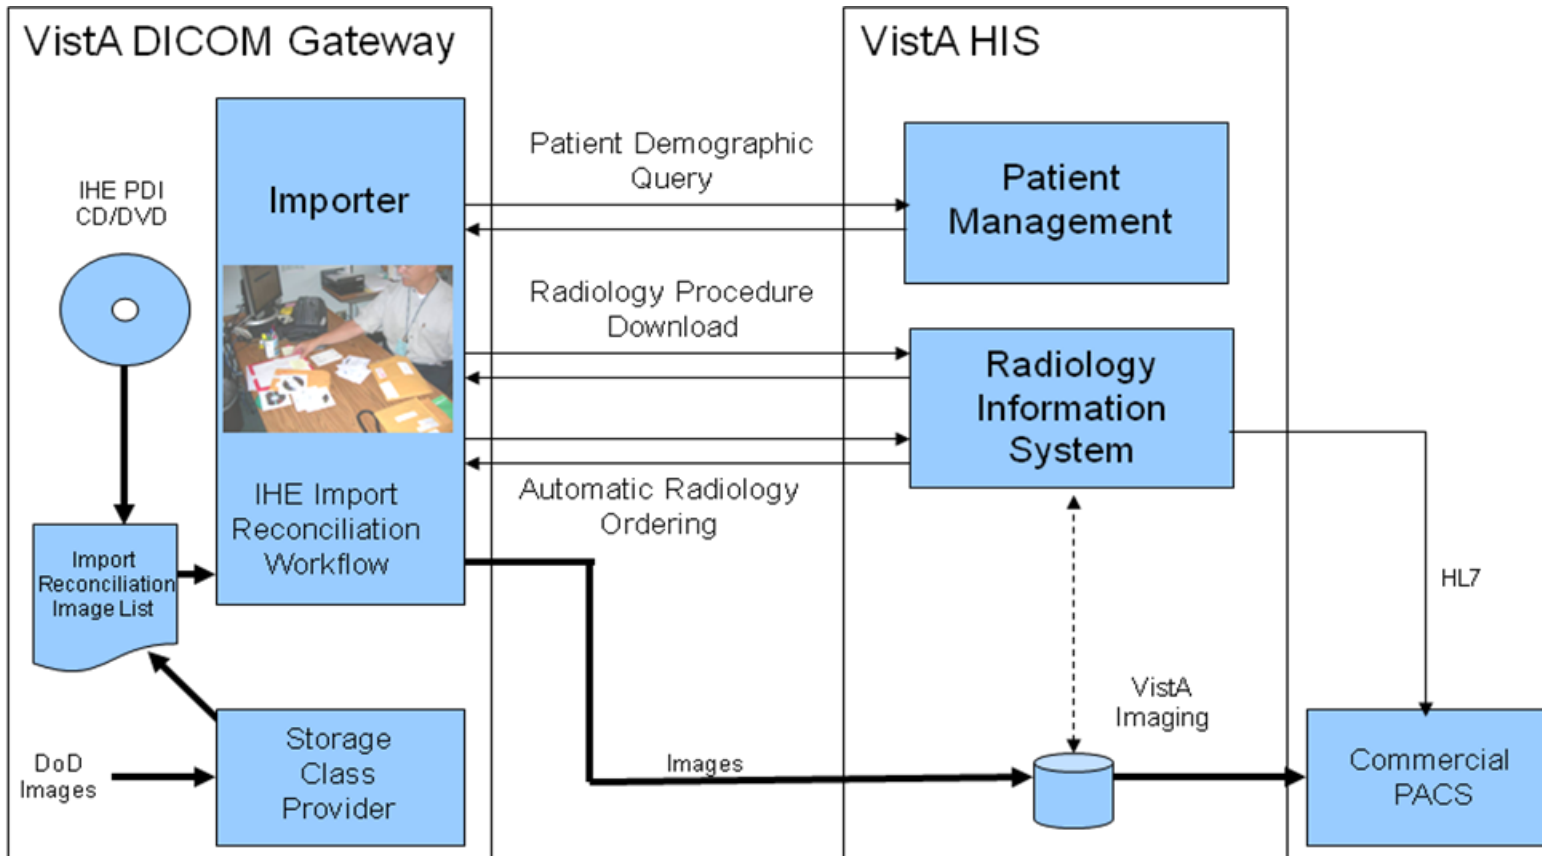 VistA DICOM Gateway
VistA HIS
IHE PDI
CD/DVD
Importer
IHE Import
Reconciliation
Workflow
Import
Reconciliation
Image List
Storage
Class
Provider
DoD
Images
Patient Demographic
Query
Radiology Procedure
Download
Automatic Radiology
Ordering
Images
Patient
Management
Radiology
Information
System
VistA
Imaging
HL7
Commercial
PACS